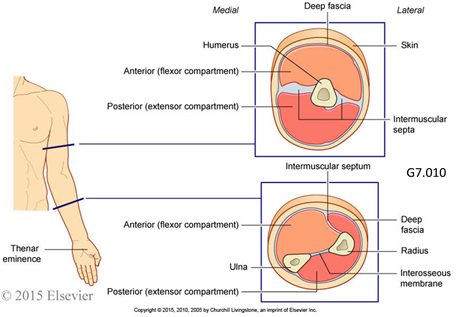 Medial
Deep fascia
Lateral
Humerus
Skin
Anterior (flexor compartment)
Posterior (extensor compartment)
Intermuscular
septa
Intermuscular septum
G7.010
Anterior (flexor compartment)
Deep
fascia
Thenar
eminence
Radius
Ulna
Interosseous
membrane
Posterior (extensor compartment)
© 2015 Elsevier
Copyright © 2015, 2010, 2005 by Churchill Livingstone, an imprint of Elsevier Inc.